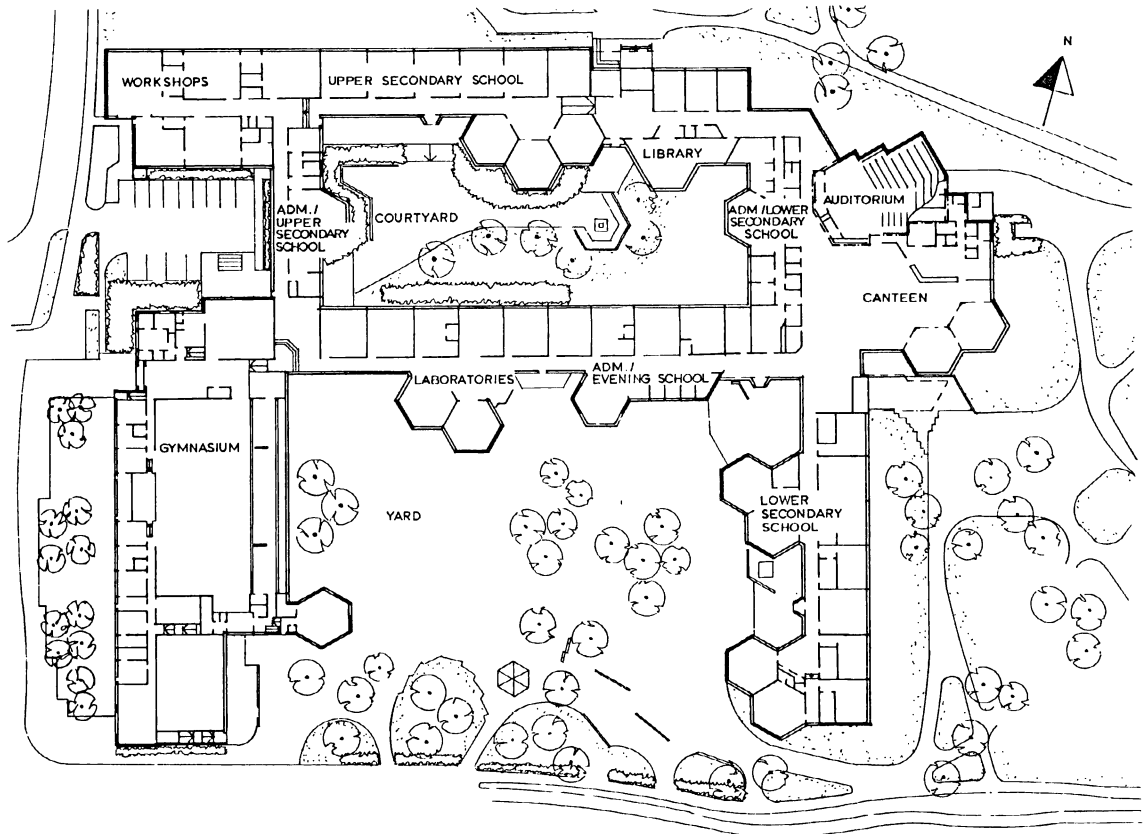 N
WORKSHOPS
UPPER SECONDARY SCHOOL
LIBRARY
AUDITORIUM
ADM./
UPPER
SECONDARY
SCHOOL
COURTYARD
ADM/LOWER
SECONDARY
SCHOOL
CANTEEN
LABORATORIES
ADM./
EVENING SCHOOL
GYMNASIUM
YARD
LOWER
SECONDARY
SCHOOL